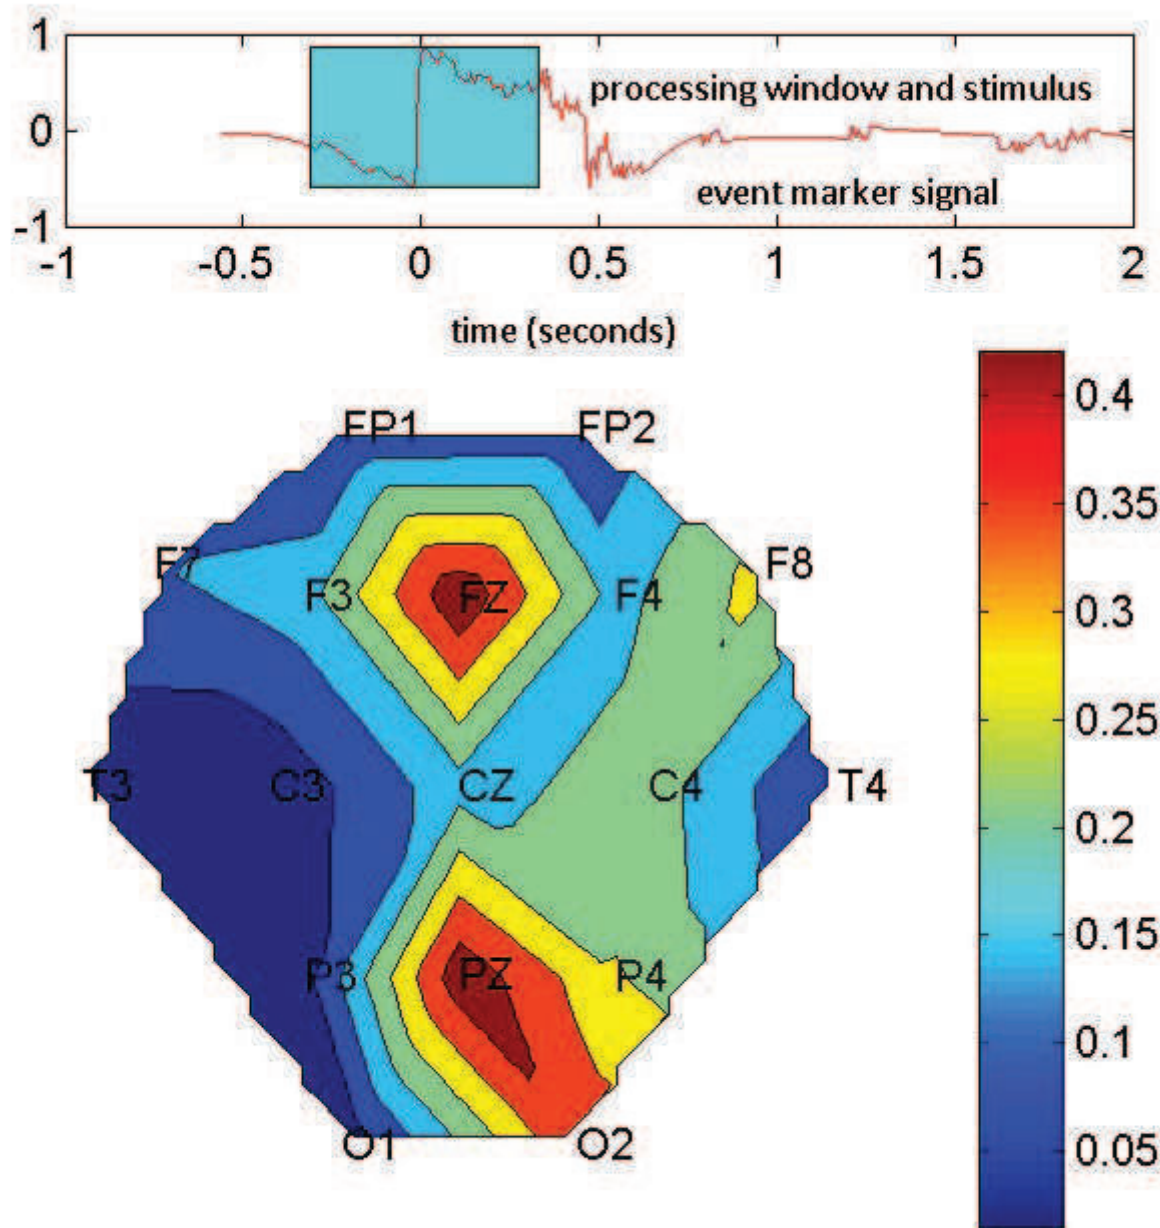 1
0
-1
processing window and stimulus
event marker signal
-1 -0.5 0 0.5 1 1.5 2
time (seconds)
FP1 FP2
F7 F8
F3 FZ F4
T3 C3 CZ C4 T4
P3 PZ P4
O1 O2
0.4
0.35
0.3
0.25
0.2
0.15
0.1
0.05